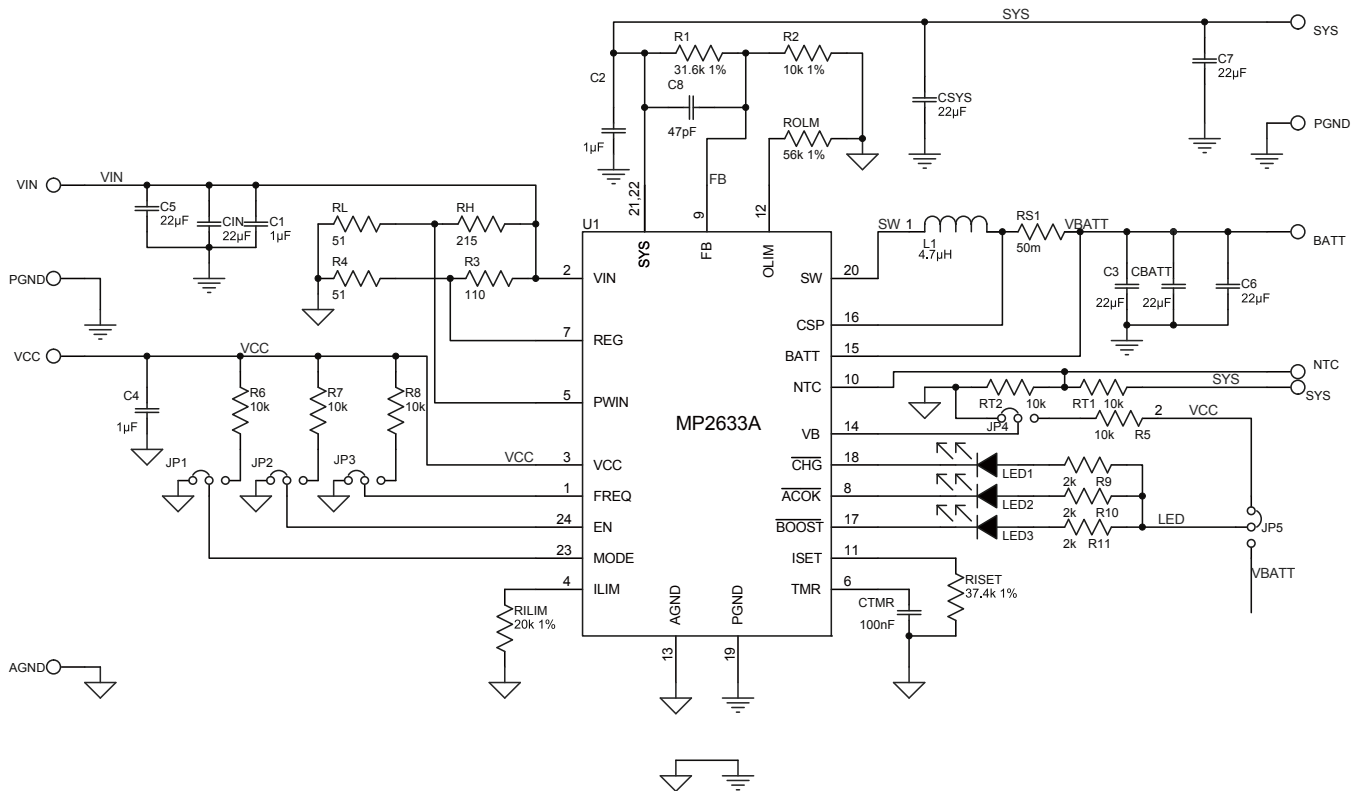 SYS
SYS
R1
31.6k 1%
R2
10k 1%
C2
1µF
C8
47pF
ROLM
56k 1%
CSYS
22µF
C7
22µF
PGND
VIN
VIN
C5
22µF
CIN
22µF
C1
1µF
RL
51
RH
215
R4
51
R3
110
21,22
9
FB
12
U1
SYS
FB
OLIM
SW 1
L1
4.7µH
RS1
50m
VBATT
BATT
C3
22µF
CBATT
22µF
C6
22µF
PGND
2
VIN
7
REG
5
PWIN
3
VCC
1
FREQ
24
EN
23
MODE
4
ILIM
SW
20
CSP
16
BATT
15
NTC
10
VB
14
CHG
18
ACOK
8
BOOST
17
ISET
11
TMR
6
MP2633A
AGND
PGND
13
19
VCC
VCC
C4
1µF
R6
10k
R7
10k
R8
10k
JP1
JP2
JP3
VCC
RILIM
20k 1%
AGND
NTC
SYS
SYS
RT2
10k
RT1
10k
JP4
10k
R5
2
VCC
LED1
2k
R9
LED2
2k
R10
LED3
2k
R11
LED
JP5
VBATT
RISET
37.4k 1%
CTMR
100nF